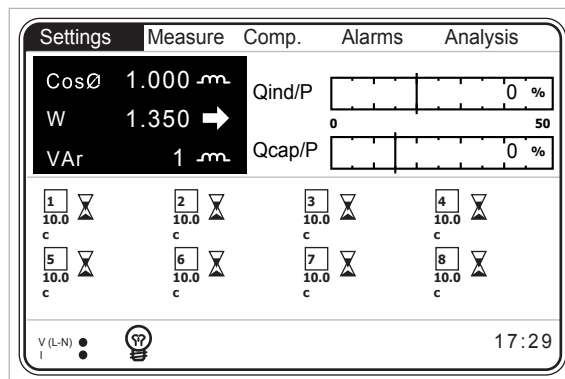 Settings Measure Comp. Alarms Analysis
CosØ 1.000
W 1.350
VAr 1
Qind/P 0 %
0 50
Qcap/P 0 %
1 2 3 4
10.0 10.0 10.0 10.0
c c c c
5 6 7 8
10.0 10.0 10.0 10.0
c c c c
V (L-N)
I
17:29